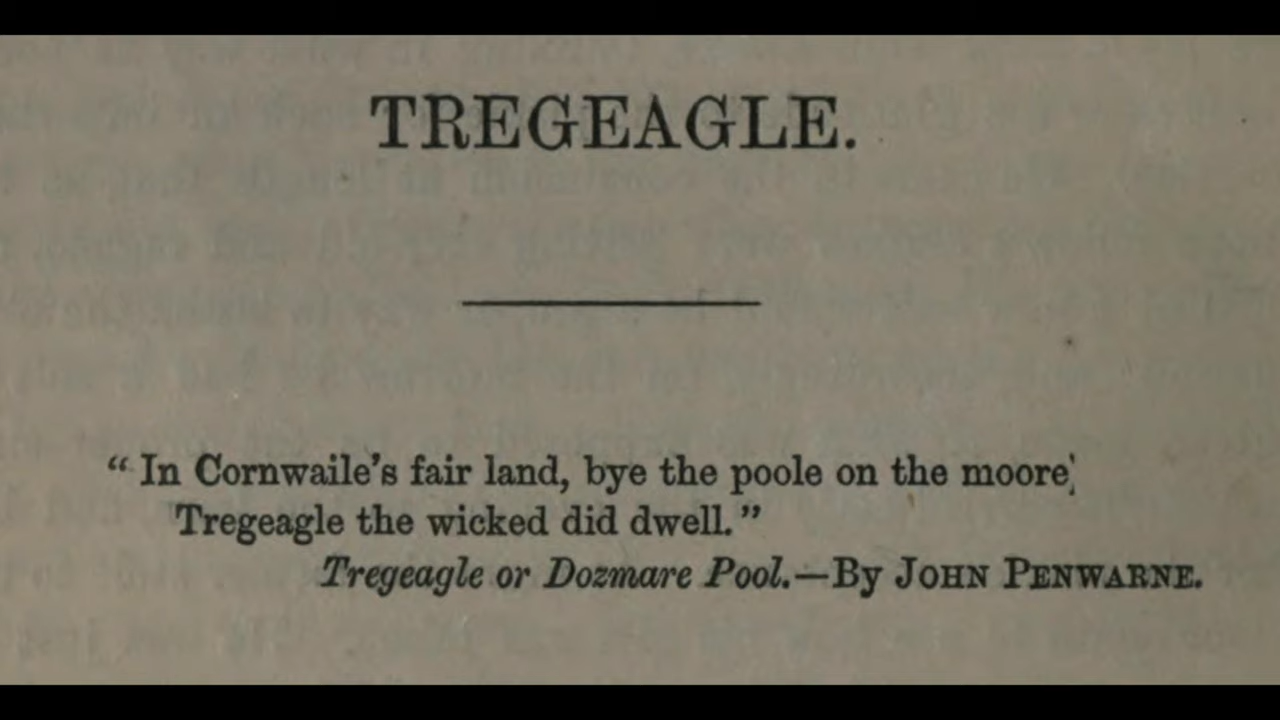 TREGEAGLE.
“In Cornwaile’s fair land, bye the poole on the moore,
Tregeagle the wicked did dwell.”
Tregeagle or Dozmare Pool.—By JOHN PENWARNE.